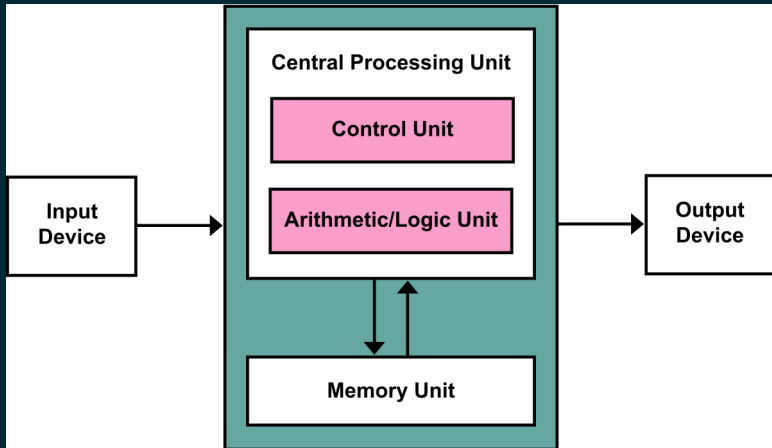 Central Processing Unit
Control Unit
Arithmetic/Logic Unit
Input
Device
Output
Device
Memory Unit